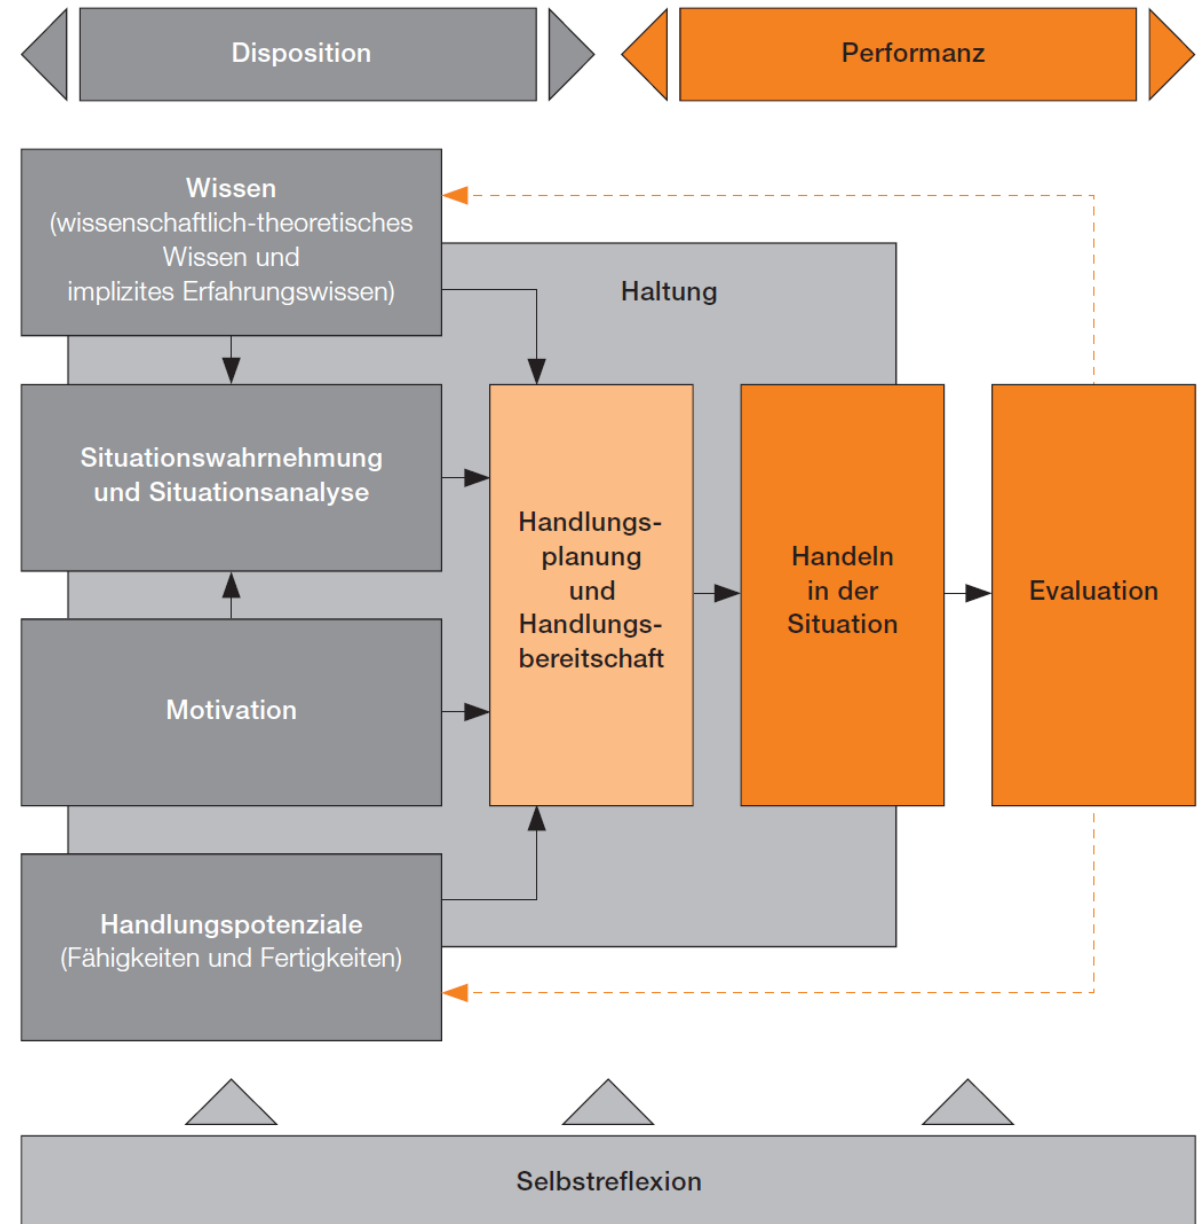 Disposition
Performanz
Wissen
(wissenschaftlich-theoretisches
Wissen und
implizites Erfahrungswissen)
Haltung
Situationswahrnehmung
und Situationsanalyse
Handlungs-
planung
und
Handlungs-
bereitschaft
Handeln
in der
Situation
Evaluation
Motivation
Handlungspotenziale
(Fähigkeiten und Fertigkeiten)
Selbstreflexion